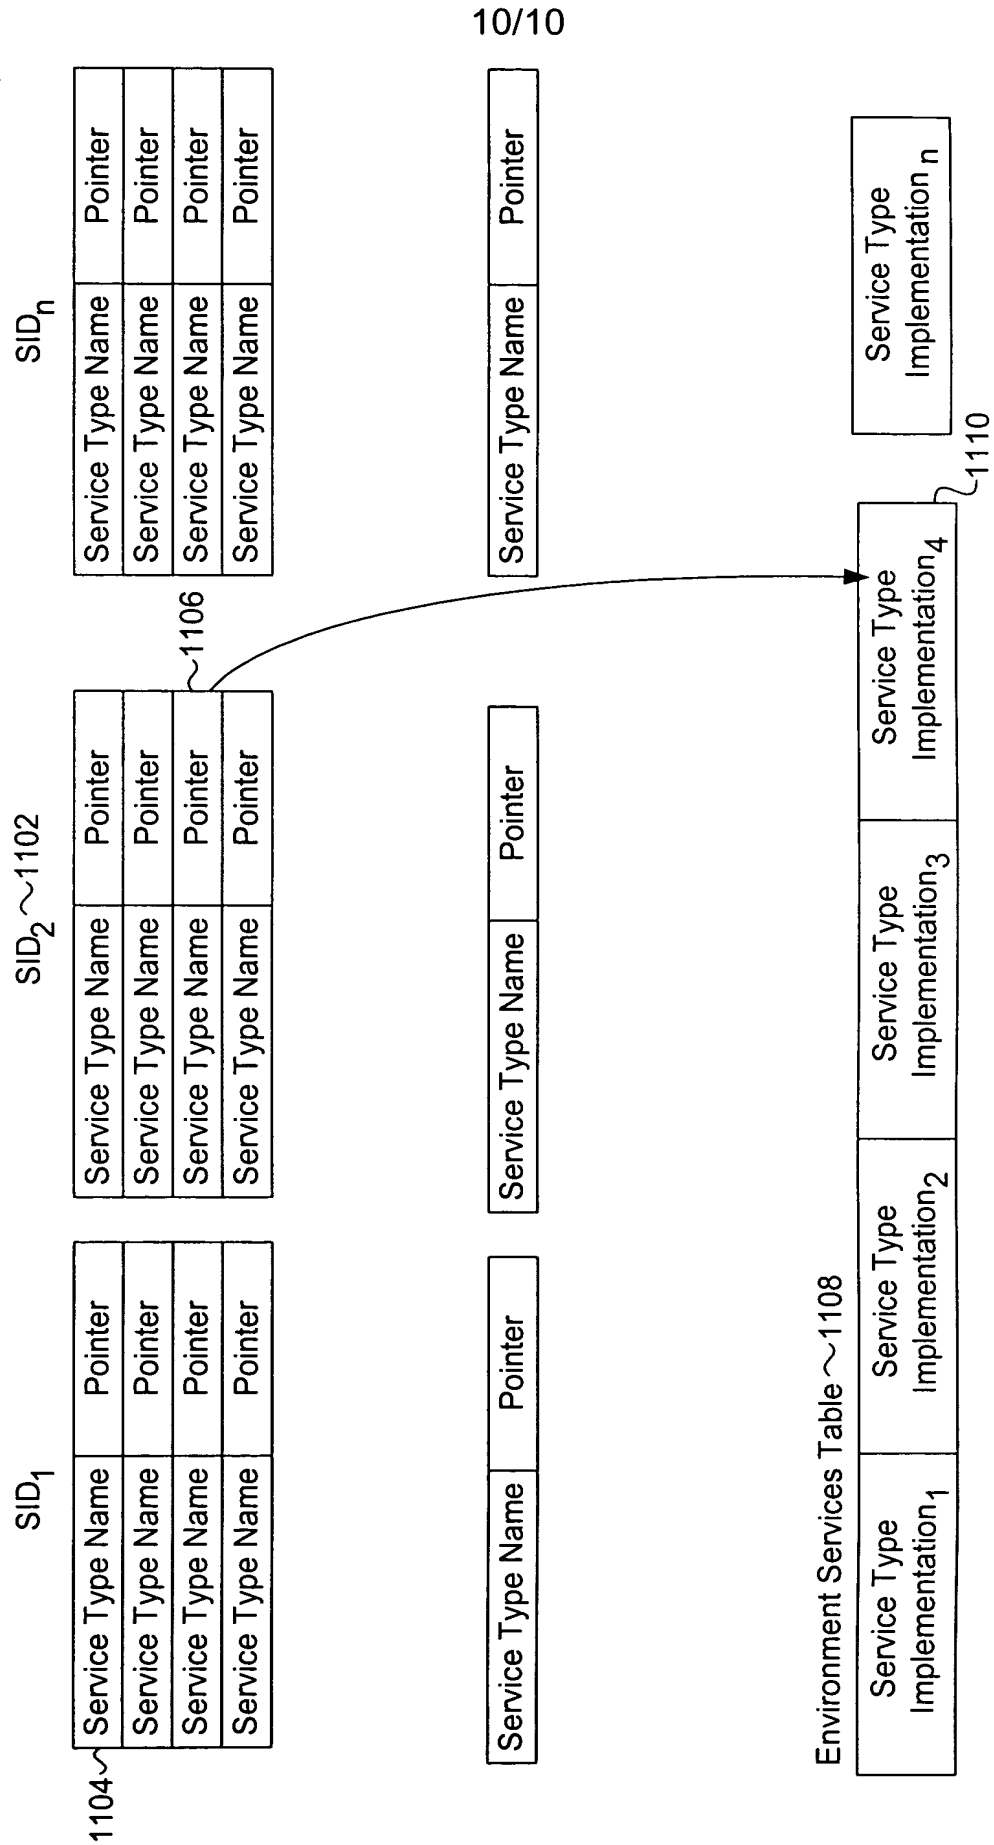 10/10
SID1
SID2 ~1102
SIDn
1104
Service Type Name Pointer
Service Type Name Pointer
Service Type Name Pointer
Service Type Name Pointer
Service Type Name Pointer
Service Type Name Pointer
Service Type Name Pointer
Service Type Name Pointer
1106
Service Type Name Pointer
Service Type Name Pointer
Service Type Name Pointer
Service Type Name Pointer
Service Type Name Pointer
Service Type Name Pointer
Service Type Name Pointer
Environment Services Table ~1108
Service Type
Implementation1
Service Type
Implementation2
Service Type
Implementation3
Service Type
Implementation4
1110
Service Type
Implementation n